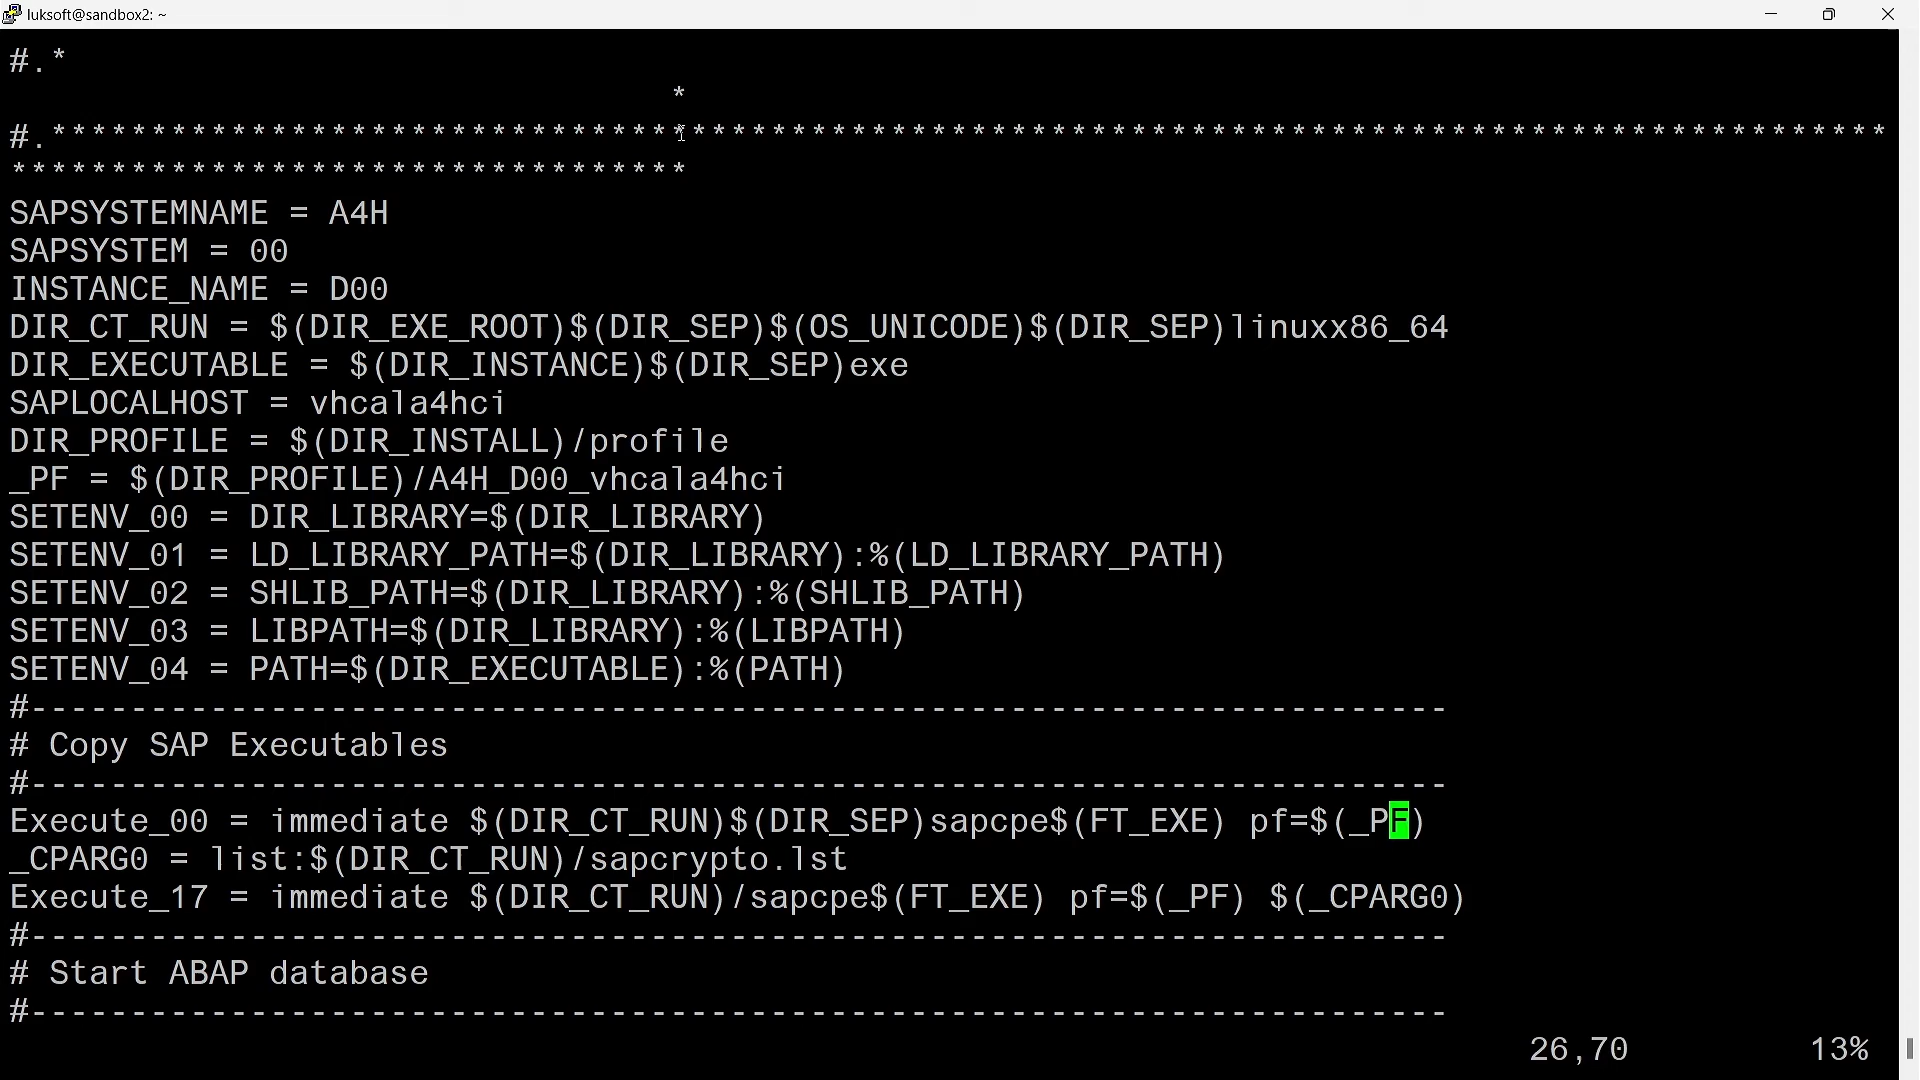 luksoft@sandbox2: ~
#.*
*
#.********************************************************************************************
**********************************
SAPSYSTEMNAME = A4H
SAPSYSTEM = 00
INSTANCE_NAME = D00
DIR_CT_RUN = $(DIR_EXE_ROOT)$(DIR_SEP)$(OS_UNICODE)$(DIR_SEP)linuxx86_64
DIR_EXECUTABLE = $(DIR_INSTANCE)$(DIR_SEP)exe
SAPLOCALHOST = vhcala4hci
DIR_PROFILE = $(DIR_INSTALL)/profile
_PF = $(DIR_PROFILE)/A4H_D00_vhcala4hci
SETENV_00 = DIR_LIBRARY=$(DIR_LIBRARY)
SETENV_01 = LD_LIBRARY_PATH=$(DIR_LIBRARY):%(LD_LIBRARY_PATH)
SETENV_02 = SHLIB_PATH=$(DIR_LIBRARY):%(SHLIB_PATH)
SETENV_03 = LIBPATH=$(DIR_LIBRARY):%(LIBPATH)
SETENV_04 = PATH=$(DIR_EXECUTABLE):%(PATH)
#-----------------------------------------------------------------------
# Copy SAP Executables
#-----------------------------------------------------------------------
Execute_00 = immediate $(DIR_CT_RUN)$(DIR_SEP)sapcpe$(FT_EXE) pf=$(_PF)
_CPARG0 = list:$(DIR_CT_RUN)/sapcrypto.lst
Execute_17 = immediate $(DIR_CT_RUN)/sapcpe$(FT_EXE) pf=$(_PF) $(_CPARG0)
#-----------------------------------------------------------------------
# Start ABAP database
#-----------------------------------------------------------------------
26,70 13%